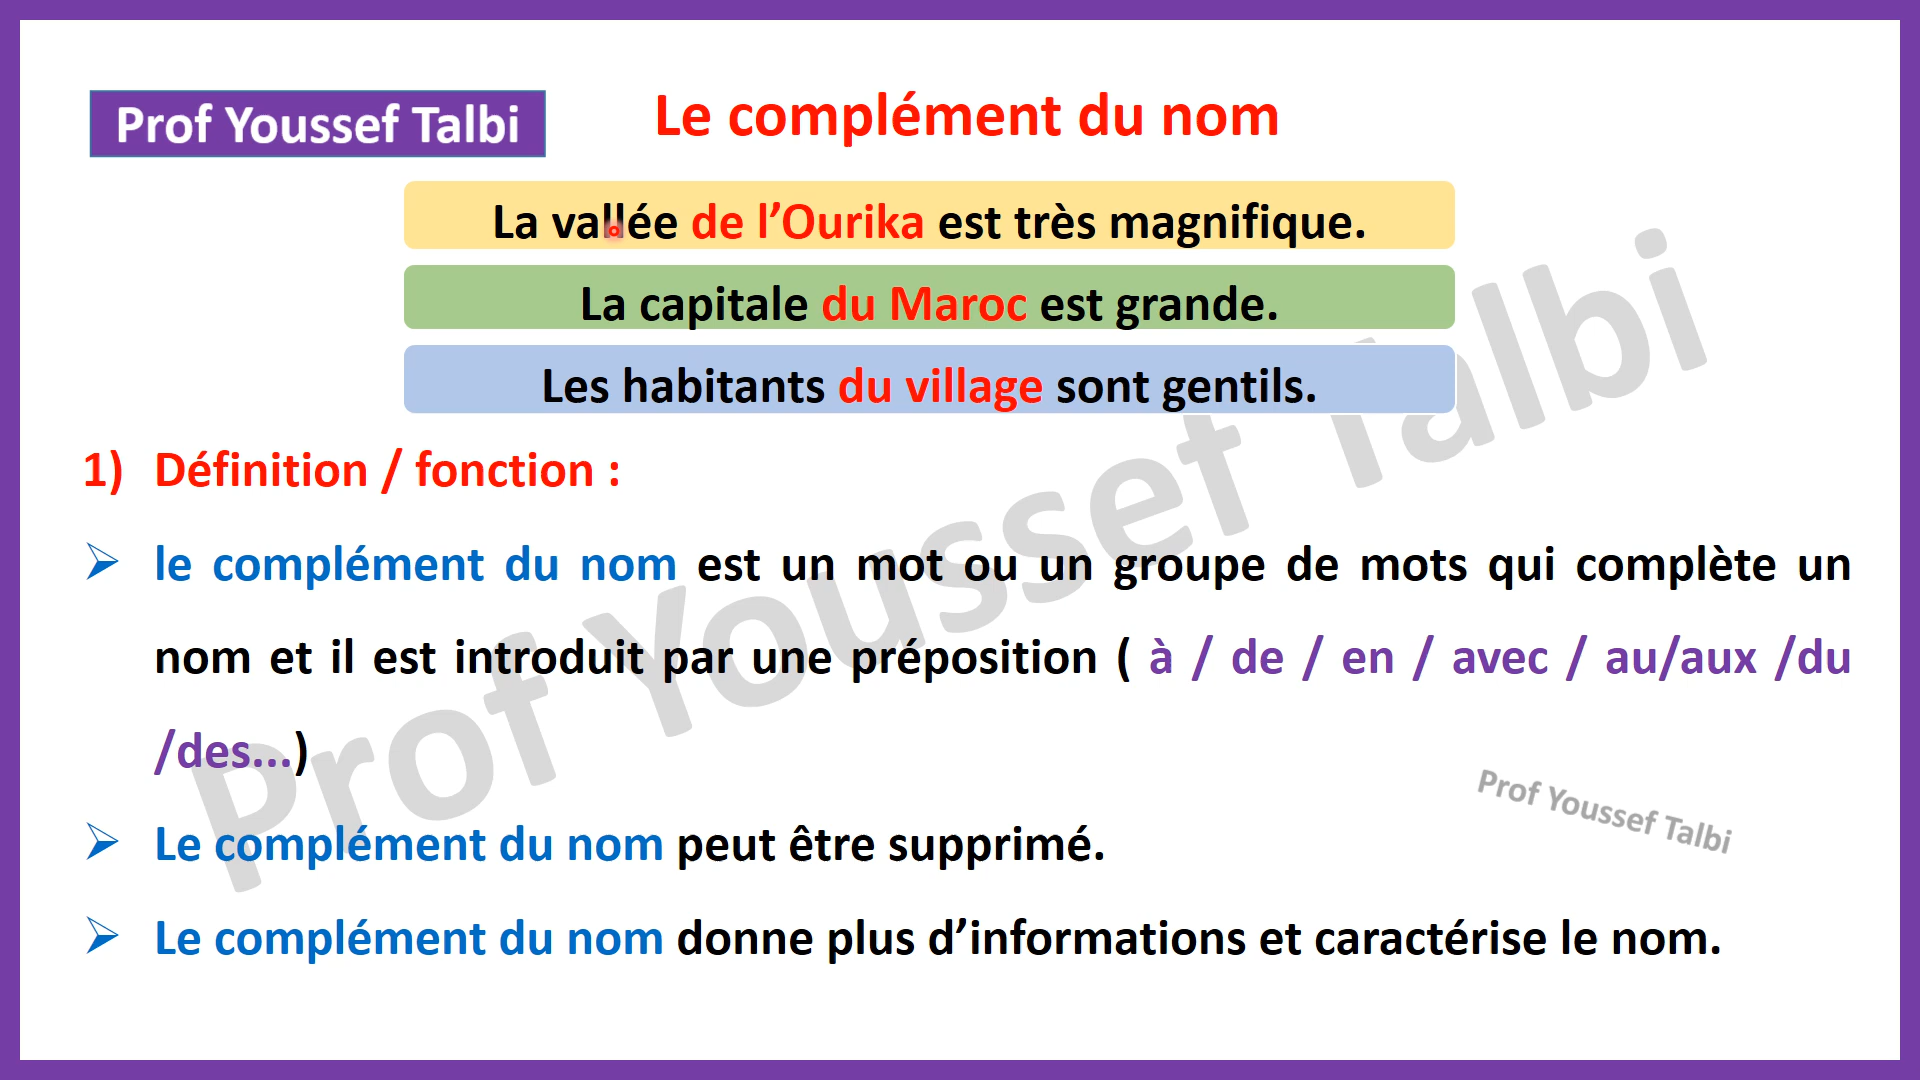 Prof Youssef Talbi
Le complément du nom
La vallée de l’Ourika est très magnifique.
La capitale du Maroc est grande.
Les habitants du village sont gentils.
1) Définition / fonction :
le complément du nom est un mot ou un groupe de mots qui complète un
nom et il est introduit par une préposition ( à / de / en / avec / au/aux /du
/des...)
Le complément du nom peut être supprimé.
Le complément du nom donne plus d’informations et caractérise le nom.
Prof Youssef Talbi
Prof Youssef Talbi